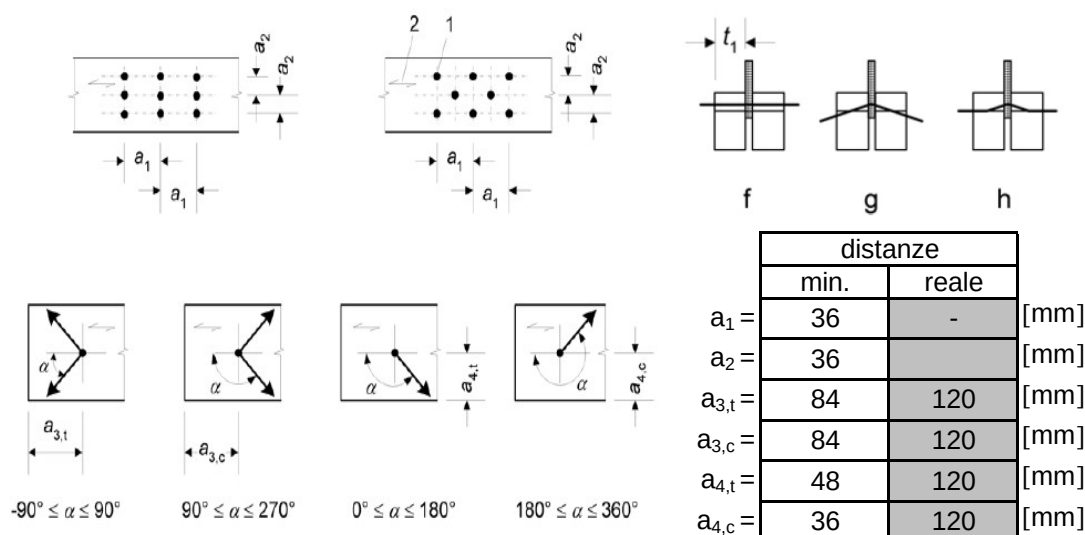 2 1
a₂
a₂
a₁
a₁
a₂
a₂
a₁
a₁
t₁
f g h
α
a₃,t
-90° ≤ α ≤ 90°
α
a₃,c
90° ≤ α ≤ 270°
α
a₄,t
0° ≤ α ≤ 180°
α
a₄,c
180° ≤ α ≤ 360°
distanze
min. reale
a₁ = 36 - [mm]
a₂ = 36
a₃,t = 84 120 [mm]
a₃,c = 84 120 [mm]
a₄,t = 48 120 [mm]
a₄,c = 36 120 [mm]